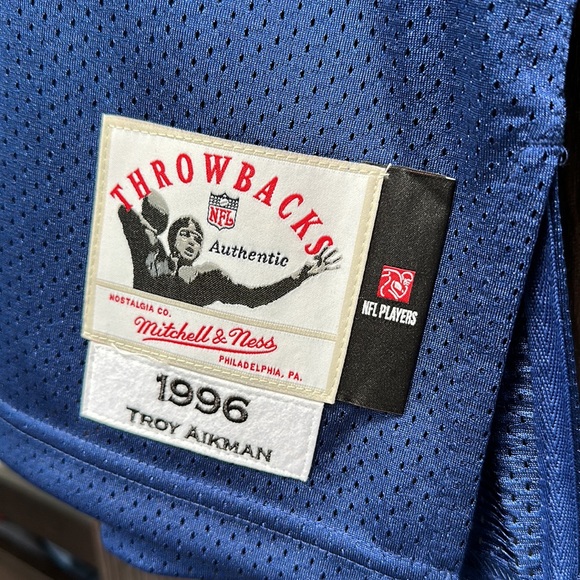 THROWBACKS
NFL
Authentic
NOSTALGIA CO.
Mitchell & Ness
PHILADELPHIA, PA.
NFL PLAYERS
1996
TROY AIKMAN